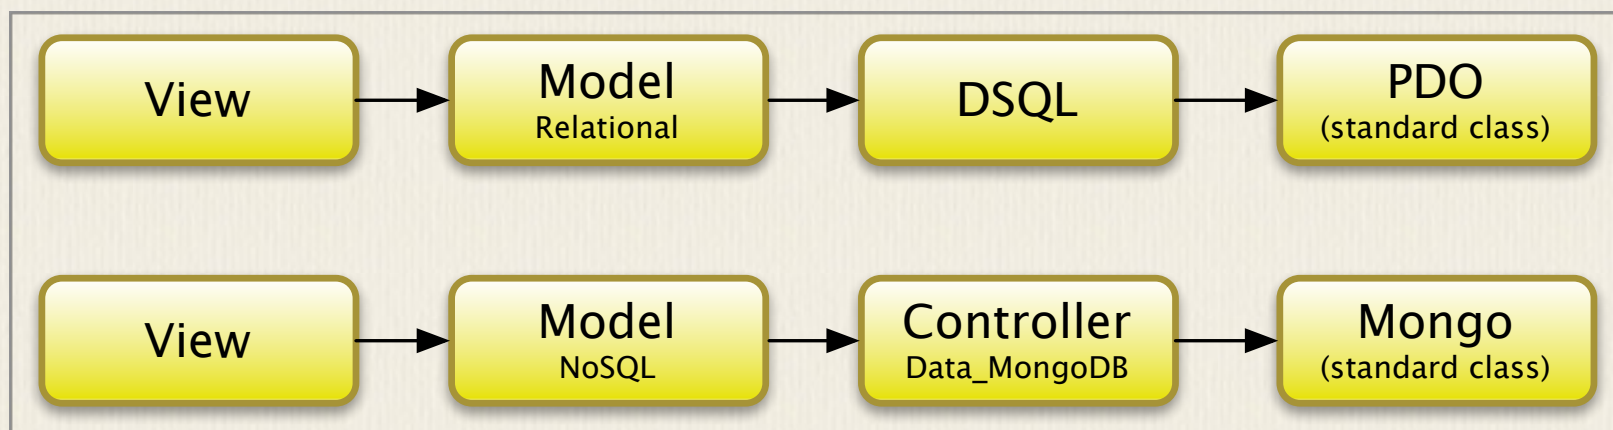 View
Model
Relational
DSQL
PDO
(standard class)
View
Model
NoSQL
Controller
Data_MongoDB
Mongo
(standard class)